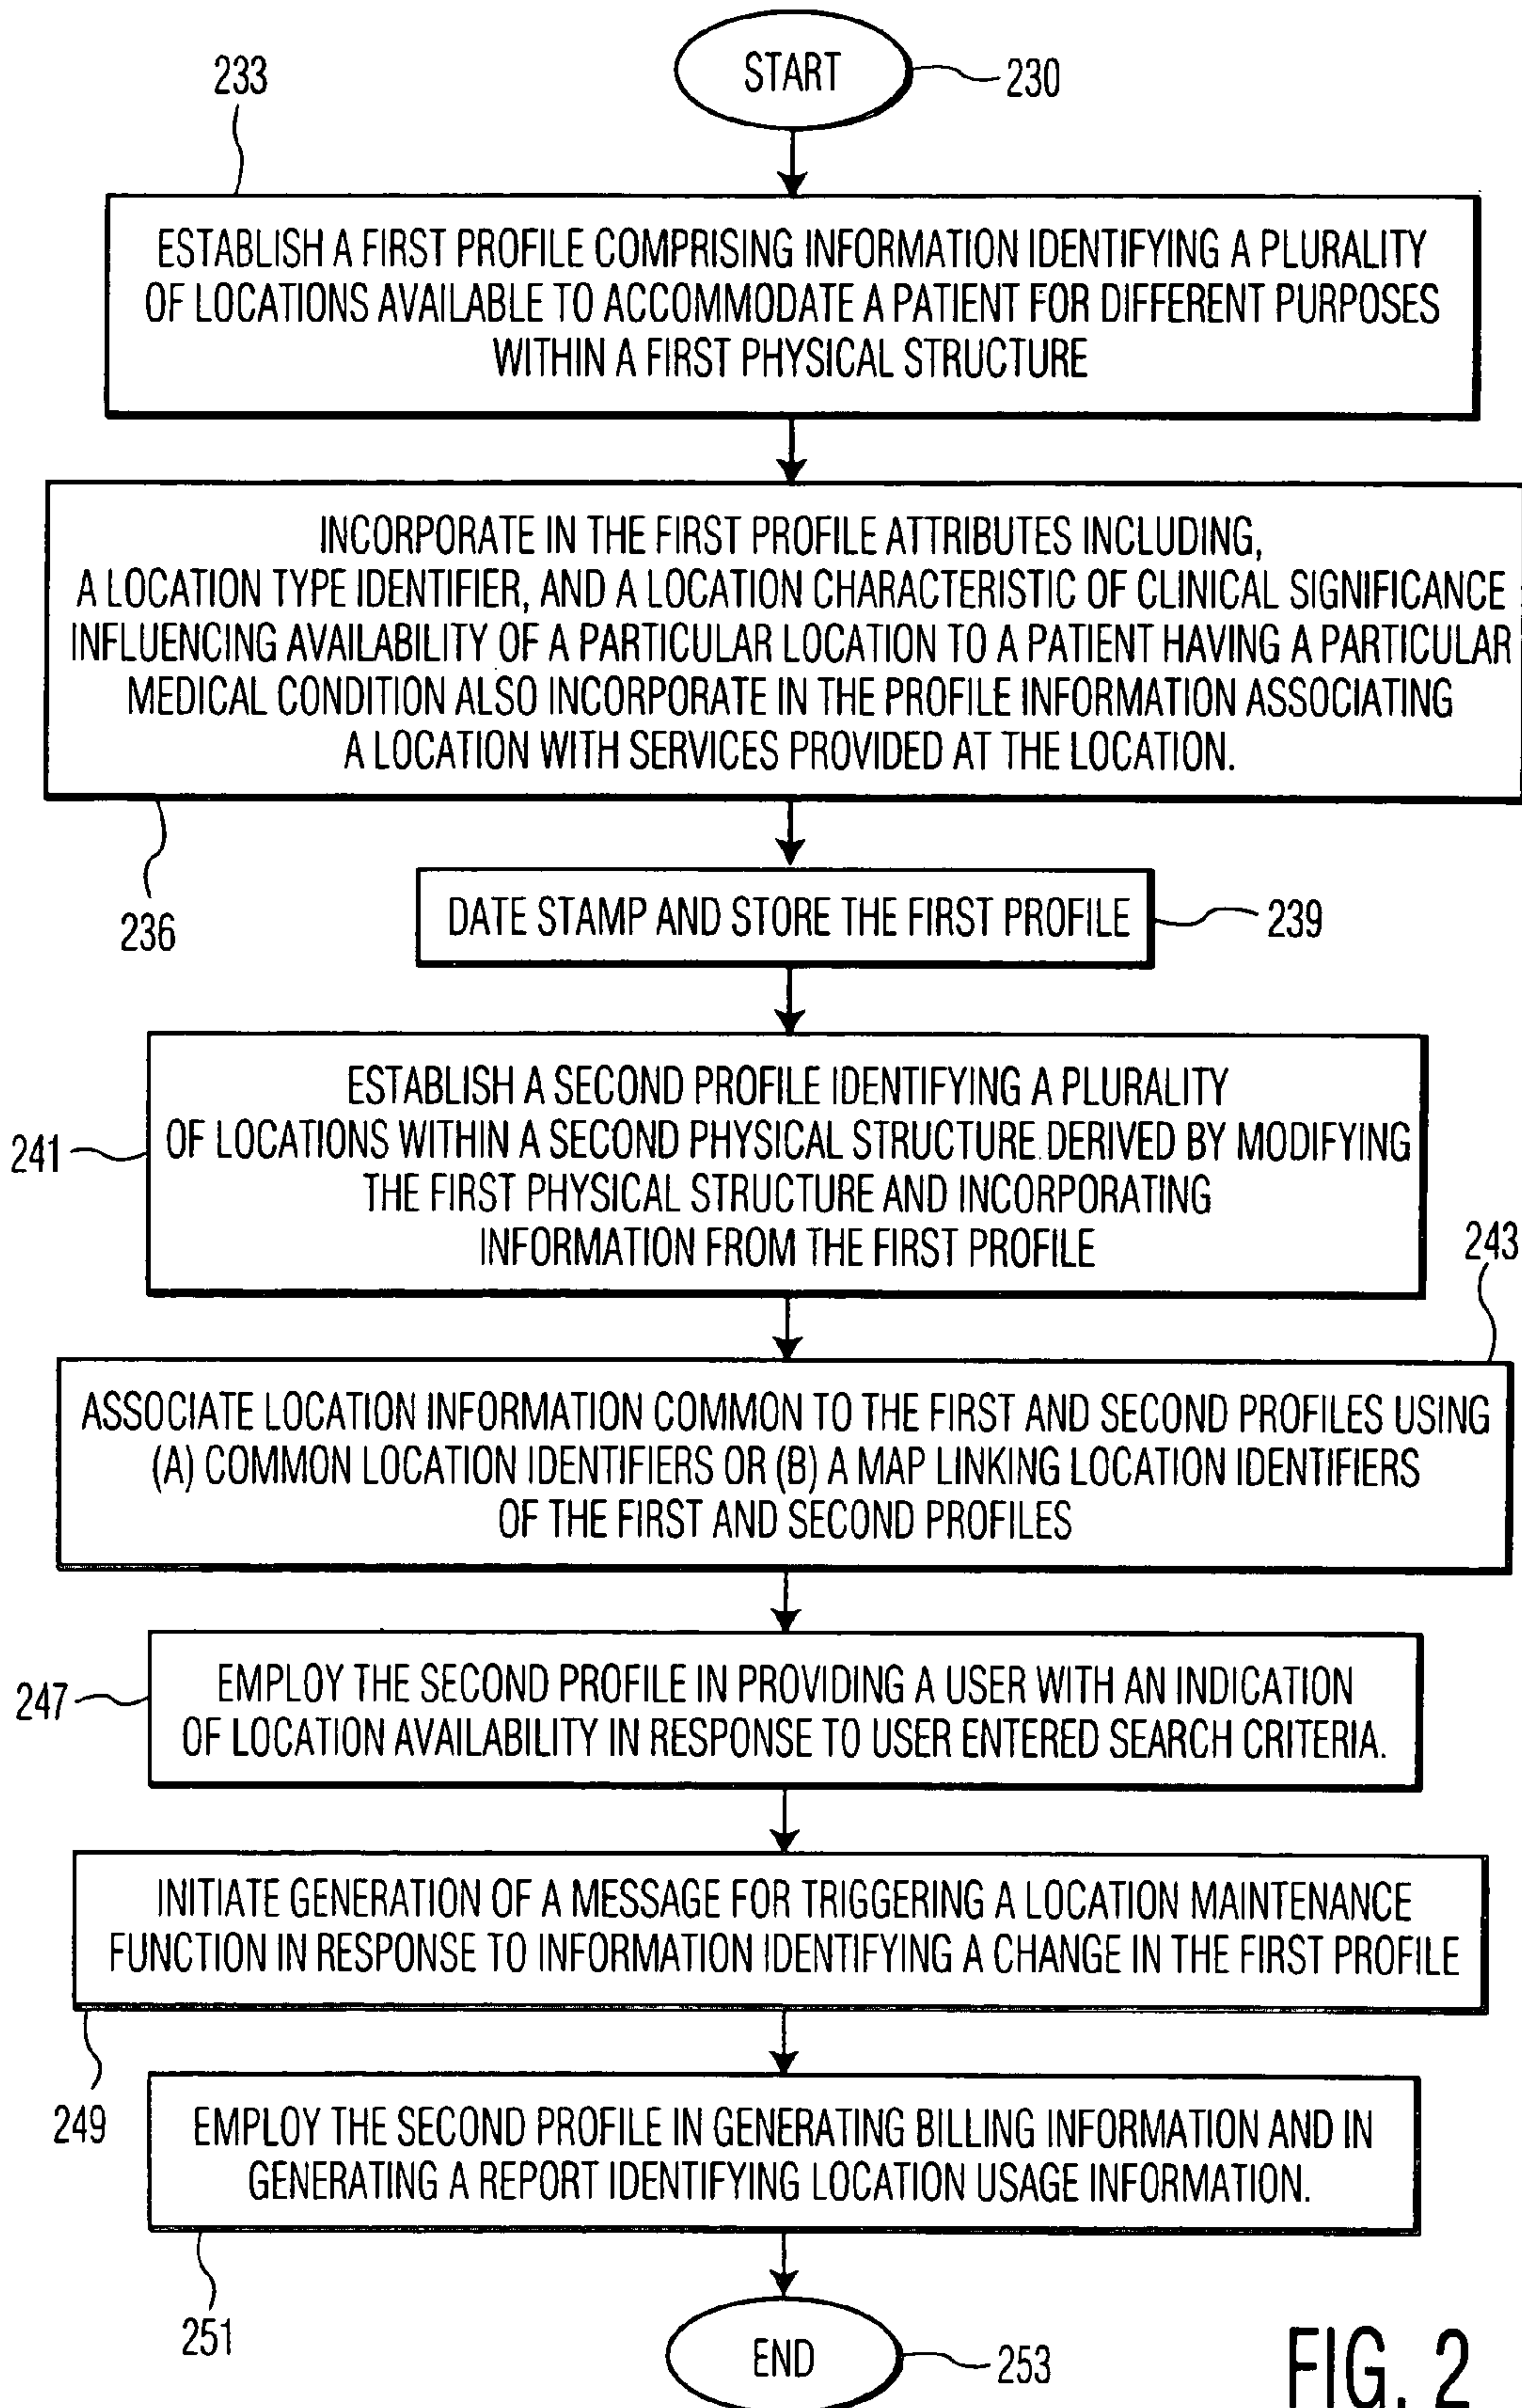 START
230
233
ESTABLISH A FIRST PROFILE COMPRISING INFORMATION IDENTIFYING A PLURALITY
OF LOCATIONS AVAILABLE TO ACCOMMODATE A PATIENT FOR DIFFERENT PURPOSES
WITHIN A FIRST PHYSICAL STRUCTURE
INCORPORATE IN THE FIRST PROFILE ATTRIBUTES INCLUDING,
A LOCATION TYPE IDENTIFIER, AND A LOCATION CHARACTERISTIC OF CLINICAL SIGNIFICANCE
INFLUENCING AVAILABILITY OF A PARTICULAR LOCATION TO A PATIENT HAVING A PARTICULAR
MEDICAL CONDITION ALSO INCORPORATE IN THE PROFILE INFORMATION ASSOCIATING
A LOCATION WITH SERVICES PROVIDED AT THE LOCATION.
236
DATE STAMP AND STORE THE FIRST PROFILE
239
ESTABLISH A SECOND PROFILE IDENTIFYING A PLURALITY
OF LOCATIONS WITHIN A SECOND PHYSICAL STRUCTURE DERIVED BY MODIFYING
THE FIRST PHYSICAL STRUCTURE AND INCORPORATING
INFORMATION FROM THE FIRST PROFILE
241
243
ASSOCIATE LOCATION INFORMATION COMMON TO THE FIRST AND SECOND PROFILES USING
(A) COMMON LOCATION IDENTIFIERS OR (B) A MAP LINKING LOCATION IDENTIFIERS
OF THE FIRST AND SECOND PROFILES
247
EMPLOY THE SECOND PROFILE IN PROVIDING A USER WITH AN INDICATION
OF LOCATION AVAILABILITY IN RESPONSE TO USER ENTERED SEARCH CRITERIA.
INITIATE GENERATION OF A MESSAGE FOR TRIGGERING A LOCATION MAINTENANCE
FUNCTION IN RESPONSE TO INFORMATION IDENTIFYING A CHANGE IN THE FIRST PROFILE
249
EMPLOY THE SECOND PROFILE IN GENERATING BILLING INFORMATION AND IN
GENERATING A REPORT IDENTIFYING LOCATION USAGE INFORMATION.
251
END
253
FIG. 2